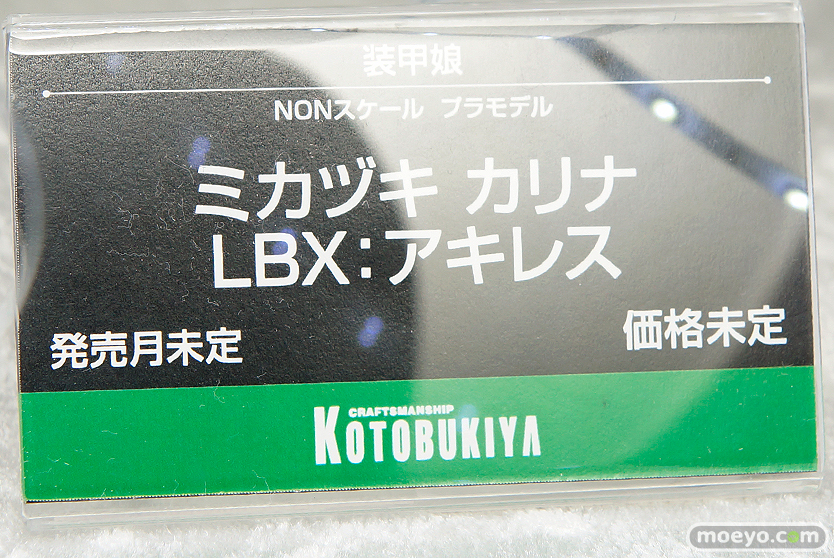 装甲娘
NONスケール プラモデル
ミカヅキ カリナ
LBX:アキレス
発売月未定
価格未定
CRAFTSMANSHIP
KOTOBUKIYA
moeyo.com